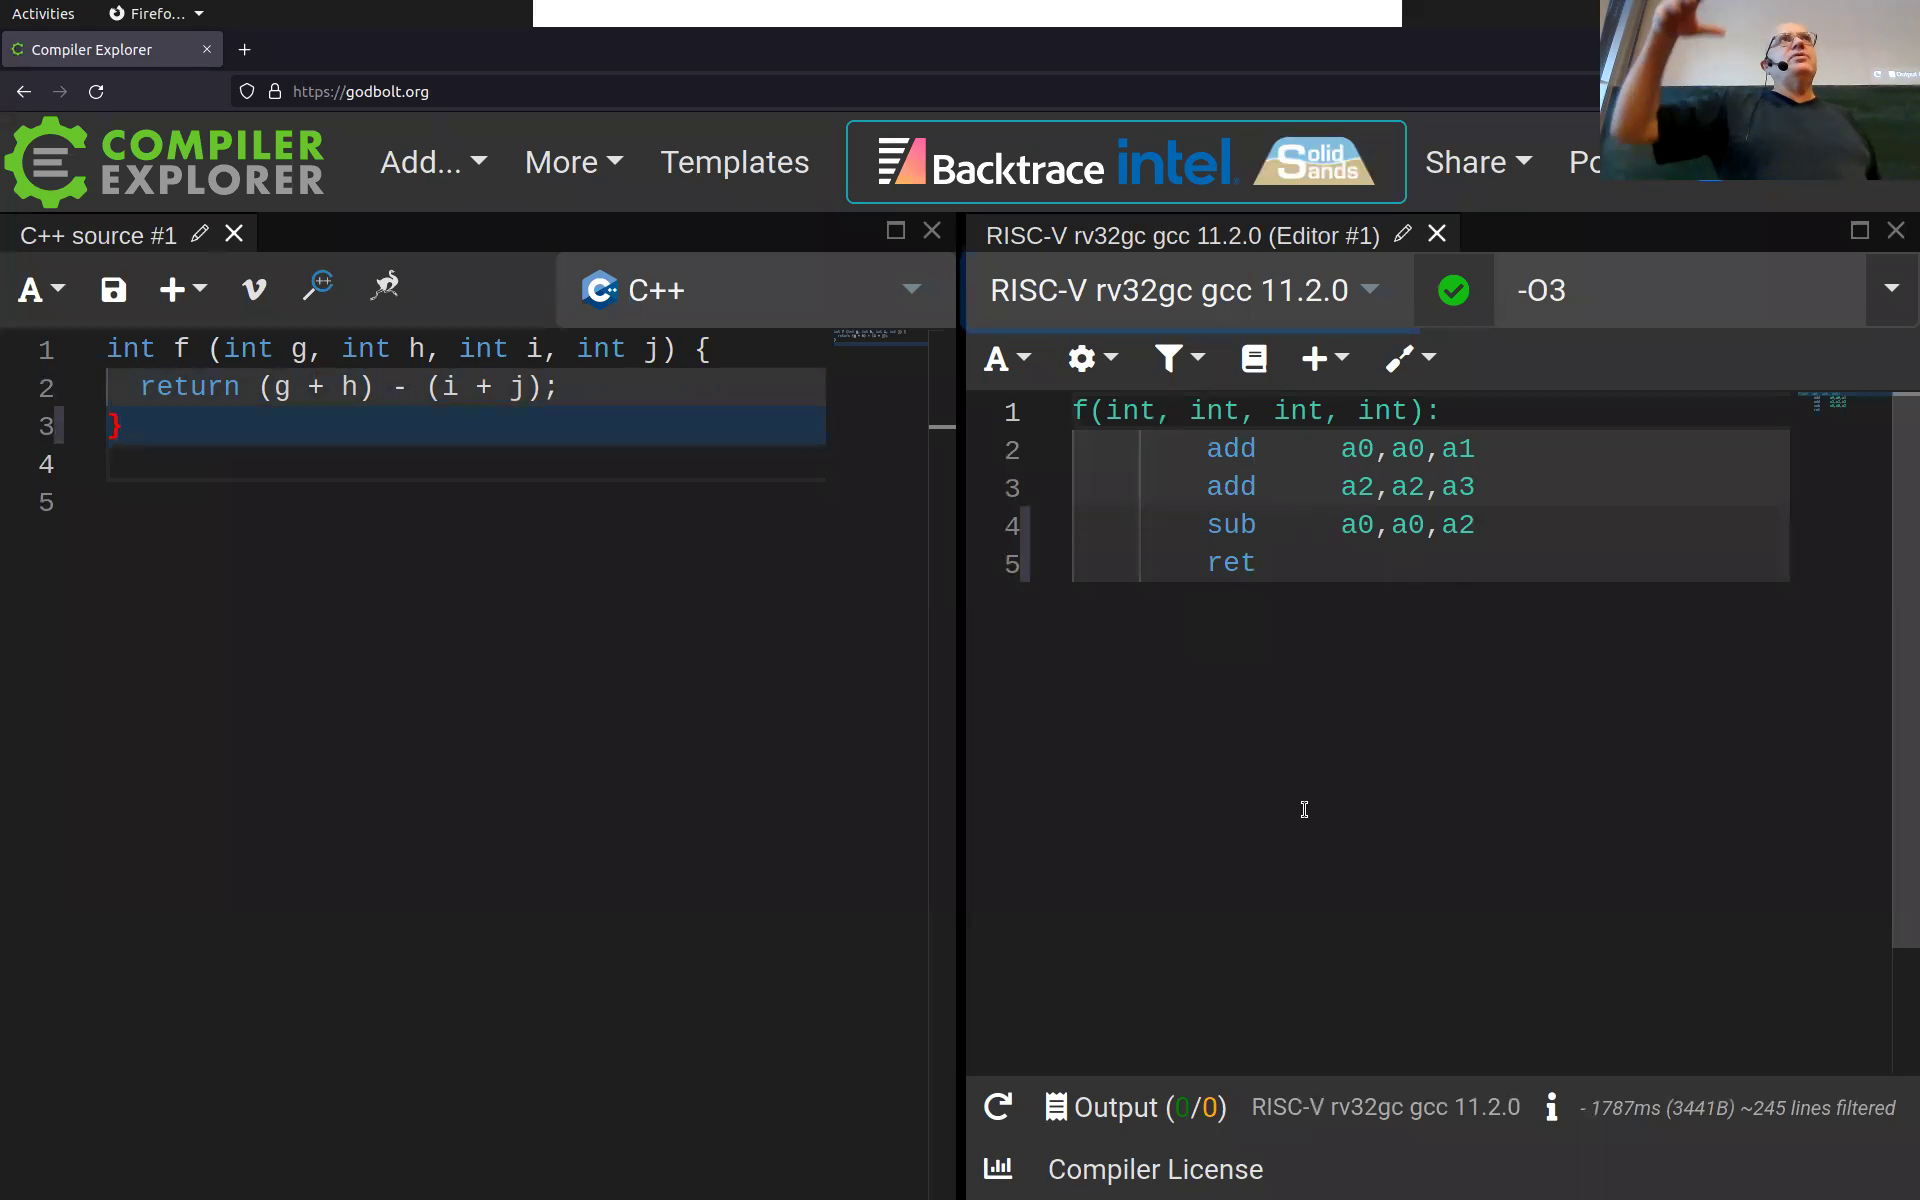 Activities Firefo...
Compiler Explorer
https://godbolt.org
COMPILER
EXPLORER
Add... More Templates Backtrace intel. Solid Sands Share Po
C++ source #1
RISC-V rv32gc gcc 11.2.0 (Editor #1)
A C++
RISC-V rv32gc gcc 11.2.0 -O3
1 int f (int g, int h, int i, int j) {
2 return (g + h) - (i + j);
3 }
4
5
A
1 f(int, int, int, int):
2 add a0,a0,a1
3 add a2,a2,a3
4 sub a0,a0,a2
5 ret
Output (0/0) RISC-V rv32gc gcc 11.2.0 - 1787ms (3441B) ~245 lines filtered
Compiler License